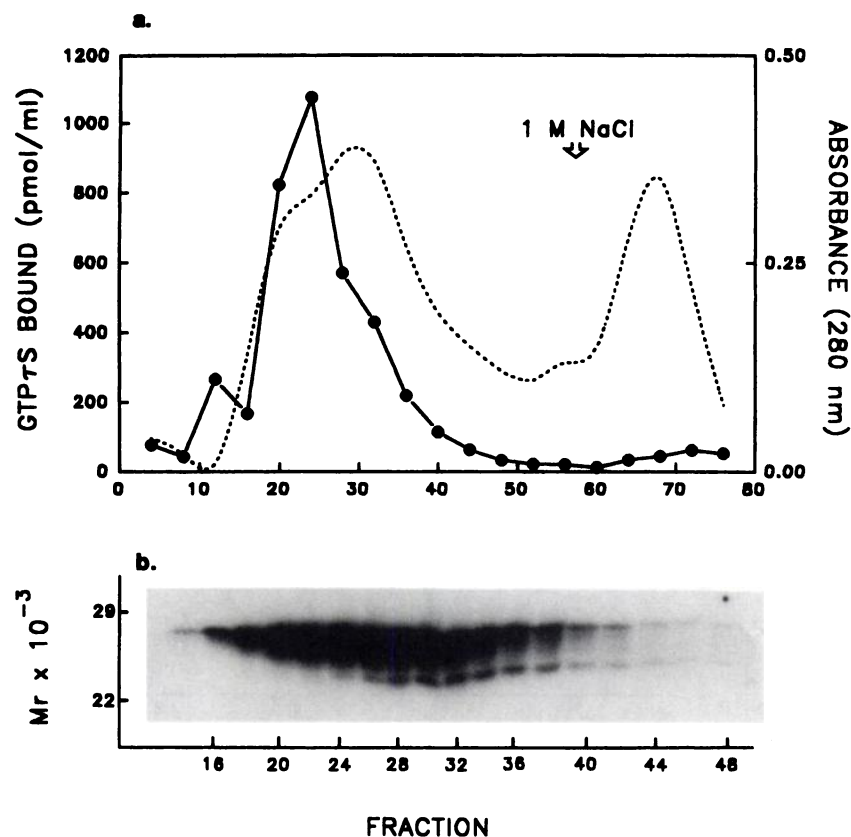 a.
1200
1000
800
600
400
200
0
GTPτS BOUND (pmol/ml)
1 M NaCl
0.50
0.25
0.00
ABSORBANCE (280 nm)
0 10 20 30 40 50 60 70 80
b.
Mr x 10⁻³
29
22
16 20 24 28 32 36 40 44 48
FRACTION